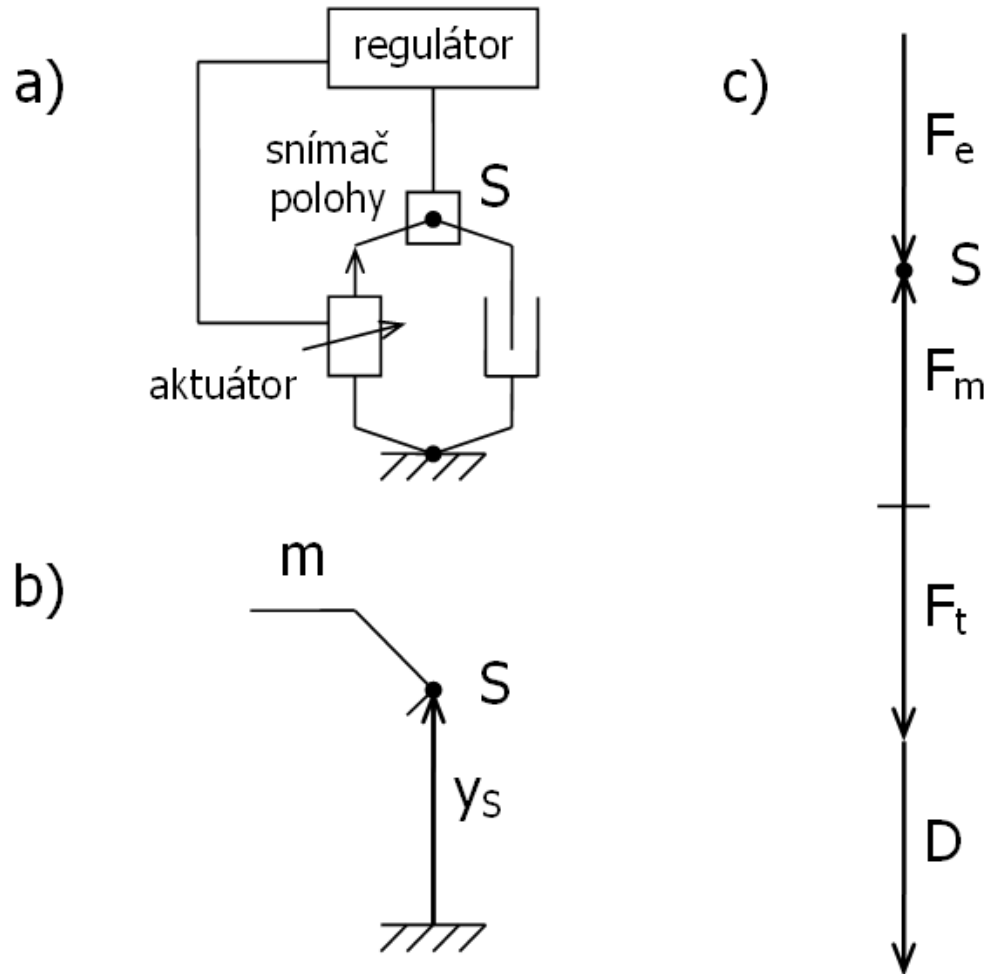 a)
regulátor
snímač
polohy
S
aktuátor
b)
m
S
yS
c)
Fe
S
Fm
Ft
D